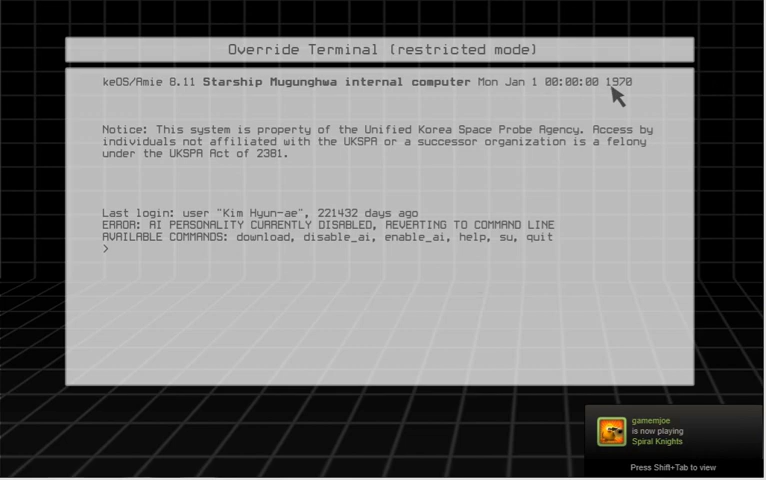 Override Terminal (restricted mode)
keOS/Amie 8.11 Starship Mugunghwa internal computer Mon Jan 1 00:00:00 1970
Notice: This system is property of the Unified Korea Space Probe Agency. Access by
individuals not affiliated with the UKSPA or a successor organization is a felony
under the UKSPA Act of 2381.
Last login: user "Kim Hyun-ae", 221432 days ago
ERROR: AI PERSONALITY CURRENTLY DISABLED, REVERTING TO COMMAND LINE
AVAILABLE COMMANDS: download, disable_ai, enable_ai, help, su, quit
>
gamemjoe
is now playing
Spiral Knights
Press Shift+Tab to view